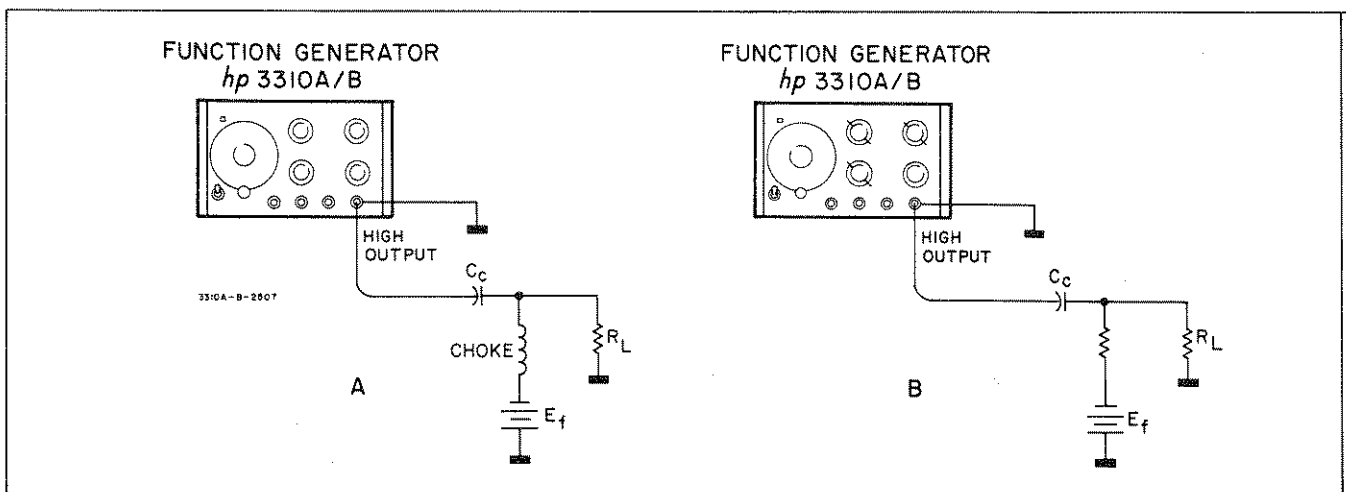 FUNCTION GENERATOR
hp 3310A/B
HIGH
OUTPUT
3310A-B-2607
Cc
CHOKE
RL
A
Ef
FUNCTION GENERATOR
hp 3310A/B
HIGH
OUTPUT
Cc
RL
B
Ef